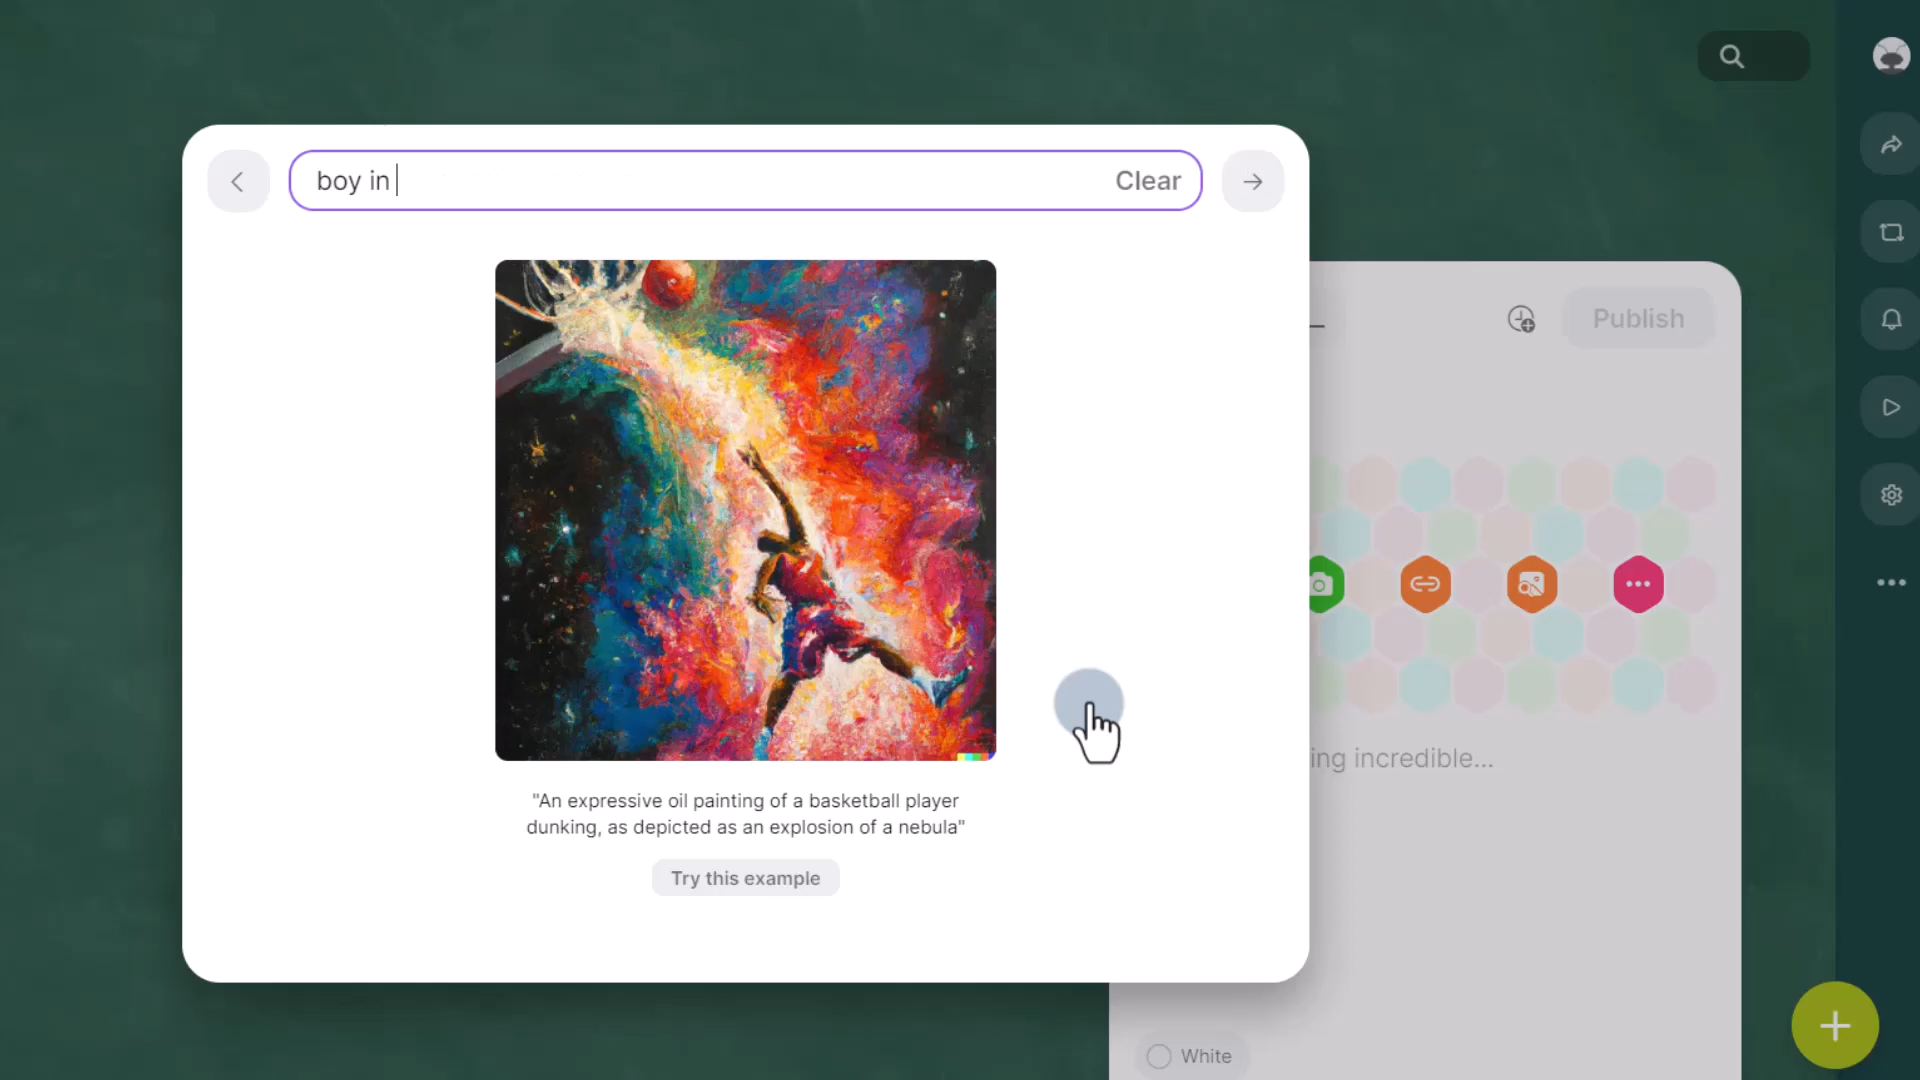 boy in
Clear
Publish
ing incredible...
"An expressive oil painting of a basketball player
dunking, as depicted as an explosion of a nebula"
Try this example
White